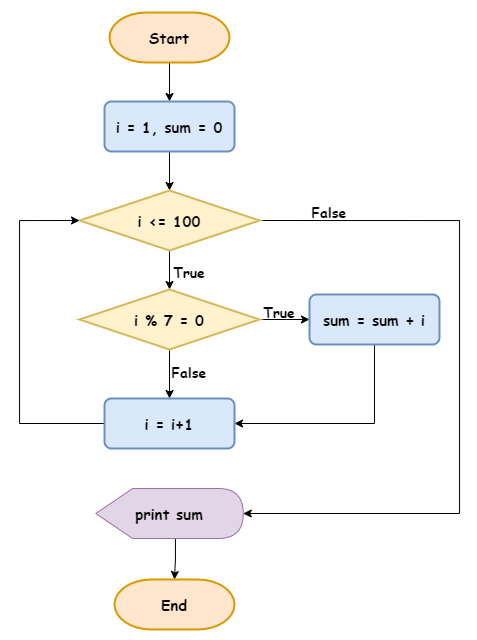 Start
i = 1, sum = 0
i <= 100
False
True
i % 7 = 0
True
sum = sum + i
False
i = i+1
print sum
End